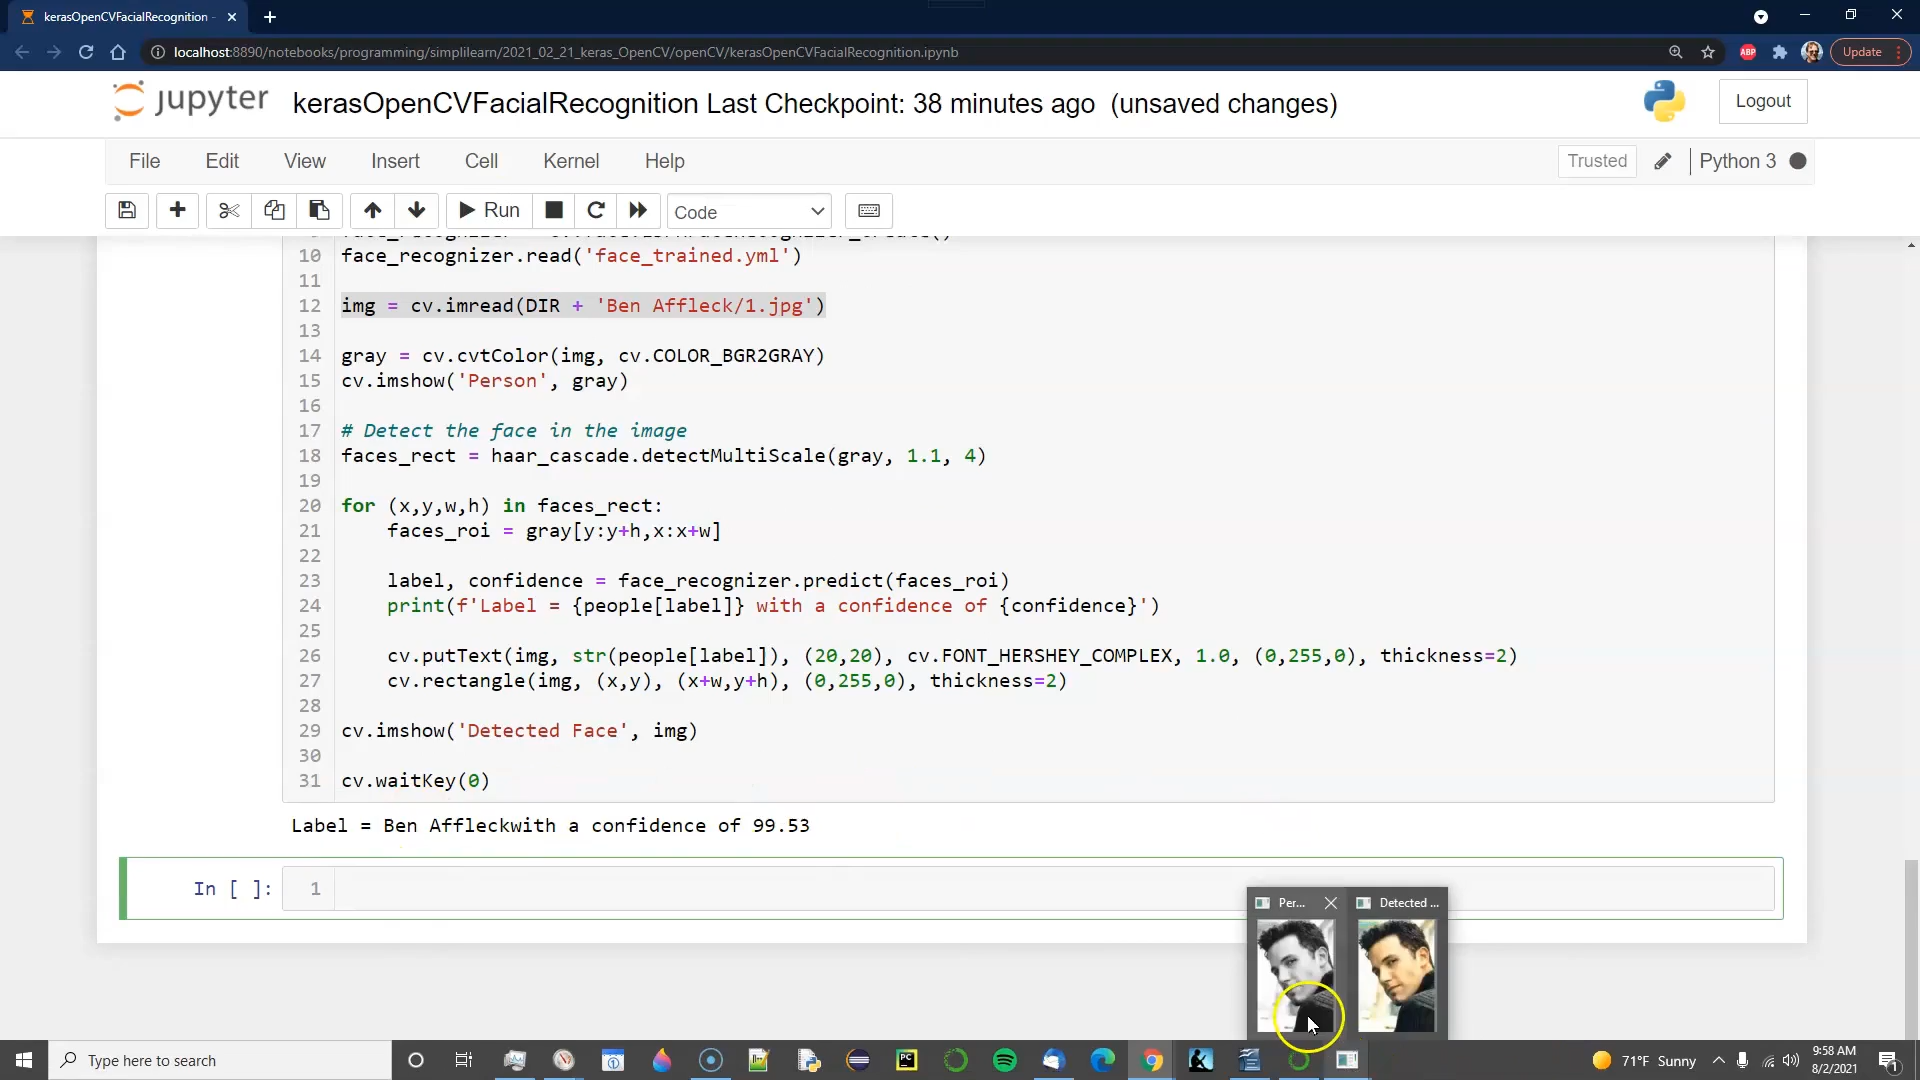 kerasOpenCVFacialRecognition -
localhost:8890/notebooks/programming/simplilearn/2021_02_21_keras_OpenCV/openCV/kerasOpenCVFacialRecognition.ipynb
ABP
Update
jupyter kerasOpenCVFacialRecognition Last Checkpoint: 38 minutes ago (unsaved changes)
Logout
File Edit View Insert Cell Kernel Help
Trusted Python 3
Run Code
10 face_recognizer.read('face_trained.yml')
11
12 img = cv.imread(DIR + 'Ben Affleck/1.jpg')
13
14 gray = cv.cvtColor(img, cv.COLOR_BGR2GRAY)
15 cv.imshow('Person', gray)
16
17 # Detect the face in the image
18 faces_rect = haar_cascade.detectMultiScale(gray, 1.1, 4)
19
20 for (x,y,w,h) in faces_rect:
21 faces_roi = gray[y:y+h,x:x+w]
22
23 label, confidence = face_recognizer.predict(faces_roi)
24 print(f'Label = {people[label]} with a confidence of {confidence}')
25
26 cv.putText(img, str(people[label]), (20,20), cv.FONT_HERSHEY_COMPLEX, 1.0, (0,255,0), thickness=2)
27 cv.rectangle(img, (x,y), (x+w,y+h), (0,255,0), thickness=2)
28
29 cv.imshow('Detected Face', img)
30
31 cv.waitKey(0)
Label = Ben Affleckwith a confidence of 99.53
In [ ]: 1
Per... Detected ...
Type here to search
PC
71°F Sunny
9:58 AM
8/2/2021
1